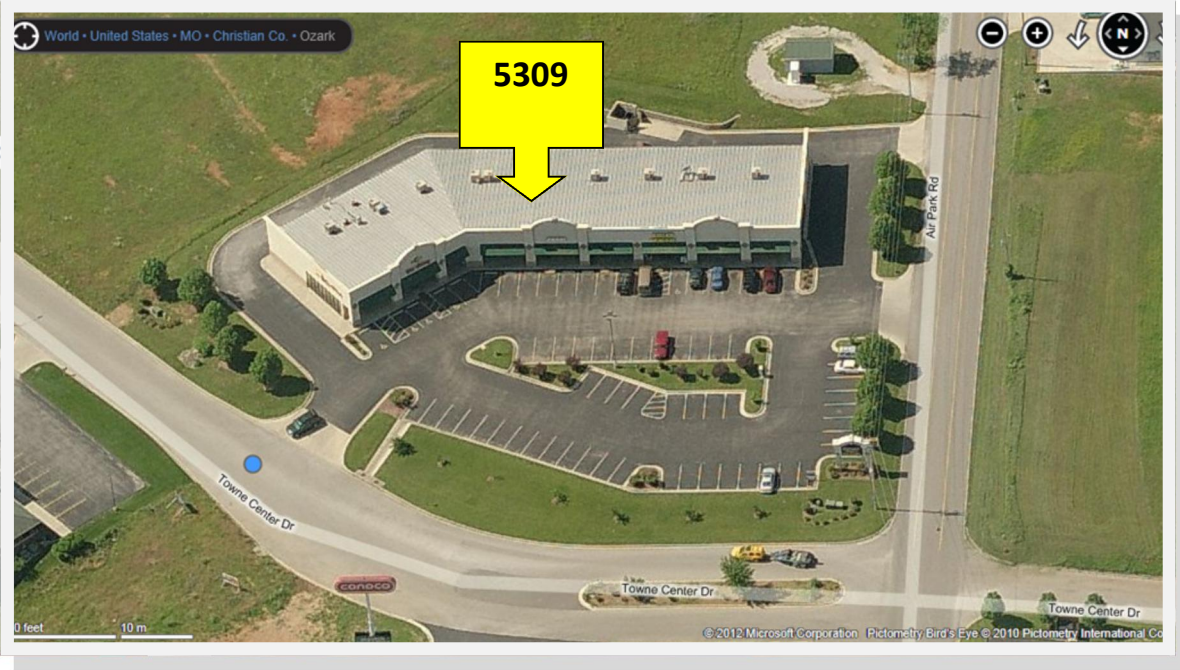 World • United States • MO • Christian Co. • Ozark
N
5309
Air Park Rd
Towne Center Dr
conoco
Towne Center Dr
Towne Center Dr
0 feet
10 m
© 2012 Microsoft Corporation Pictometry Bird's Eye © 2010 Pictometry International Co